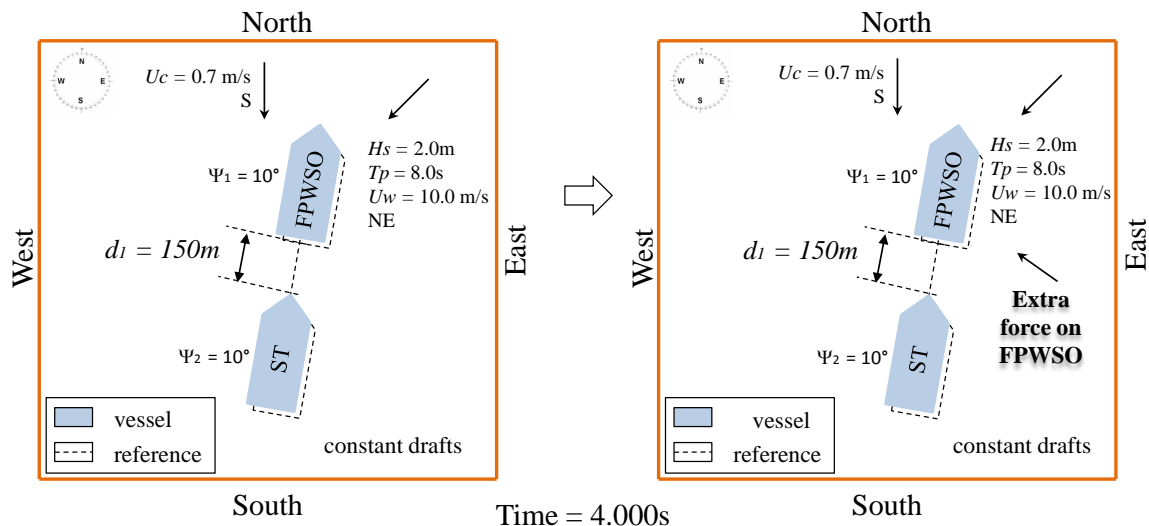 North
North
N
W E
S
Uc = 0.7 m/s
S
Hs = 2.0m
Tp = 8.0s
Uw = 10.0 m/s
NE
Ψ1 = 10°
FPWSO
d1 = 150m
West
East
Ψ2 = 10°
ST
vessel
reference
constant drafts
South
N
W E
S
Uc = 0.7 m/s
S
Hs = 2.0m
Tp = 8.0s
Uw = 10.0 m/s
NE
Ψ1 = 10°
FPWSO
d1 = 150m
West
East
Extra
force on
FPWSO
Ψ2 = 10°
ST
vessel
reference
constant drafts
South
Time = 4.000s